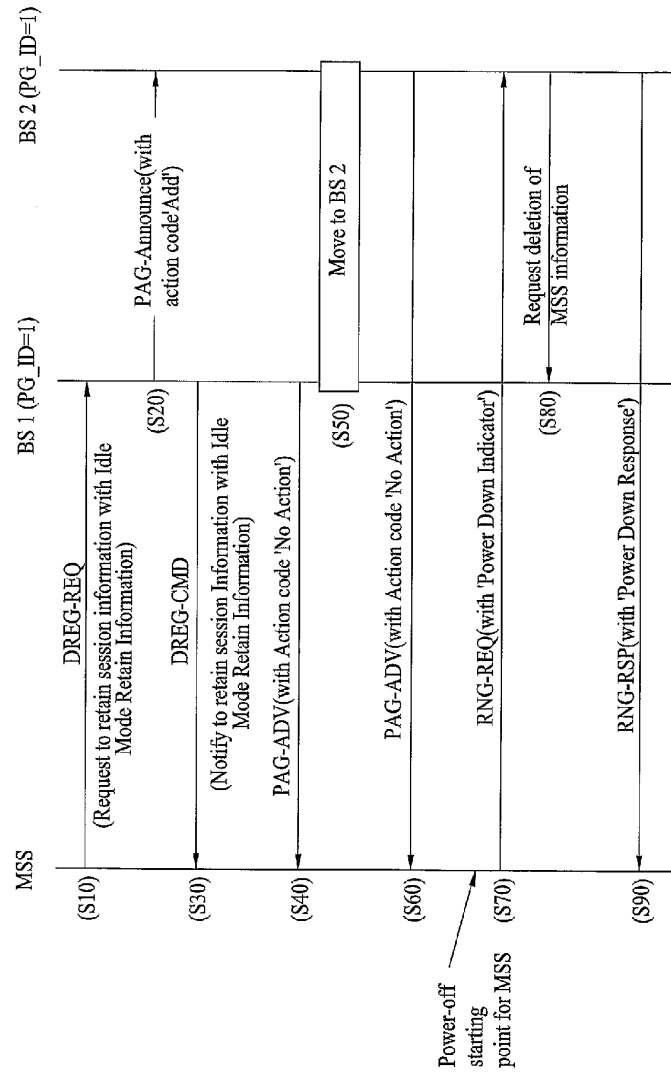 MSS
BS 1 (PG_ID=1)
BS 2 (PG_ID=1)
(S10)
DREG-REQ
(Request to retain session information with Idle
Mode Retain Information)
(S20)
PAG-Announce(with
action code'Add')
(S30)
DREG-CMD
(Notify to retain session Information with Idle
Mode Retain Information)
(S40)
PAG-ADV(with Action code 'No Action')
(S50)
Move to BS 2
(S60)
PAG-ADV(with Action code 'No Action')
Power-off
starting
point for MSS
(S70)
RNG-REQ(with 'Power Down Indicator')
(S80)
Request deletion of
MSS information
(S90)
RNG-RSP(with 'Power Down Response')